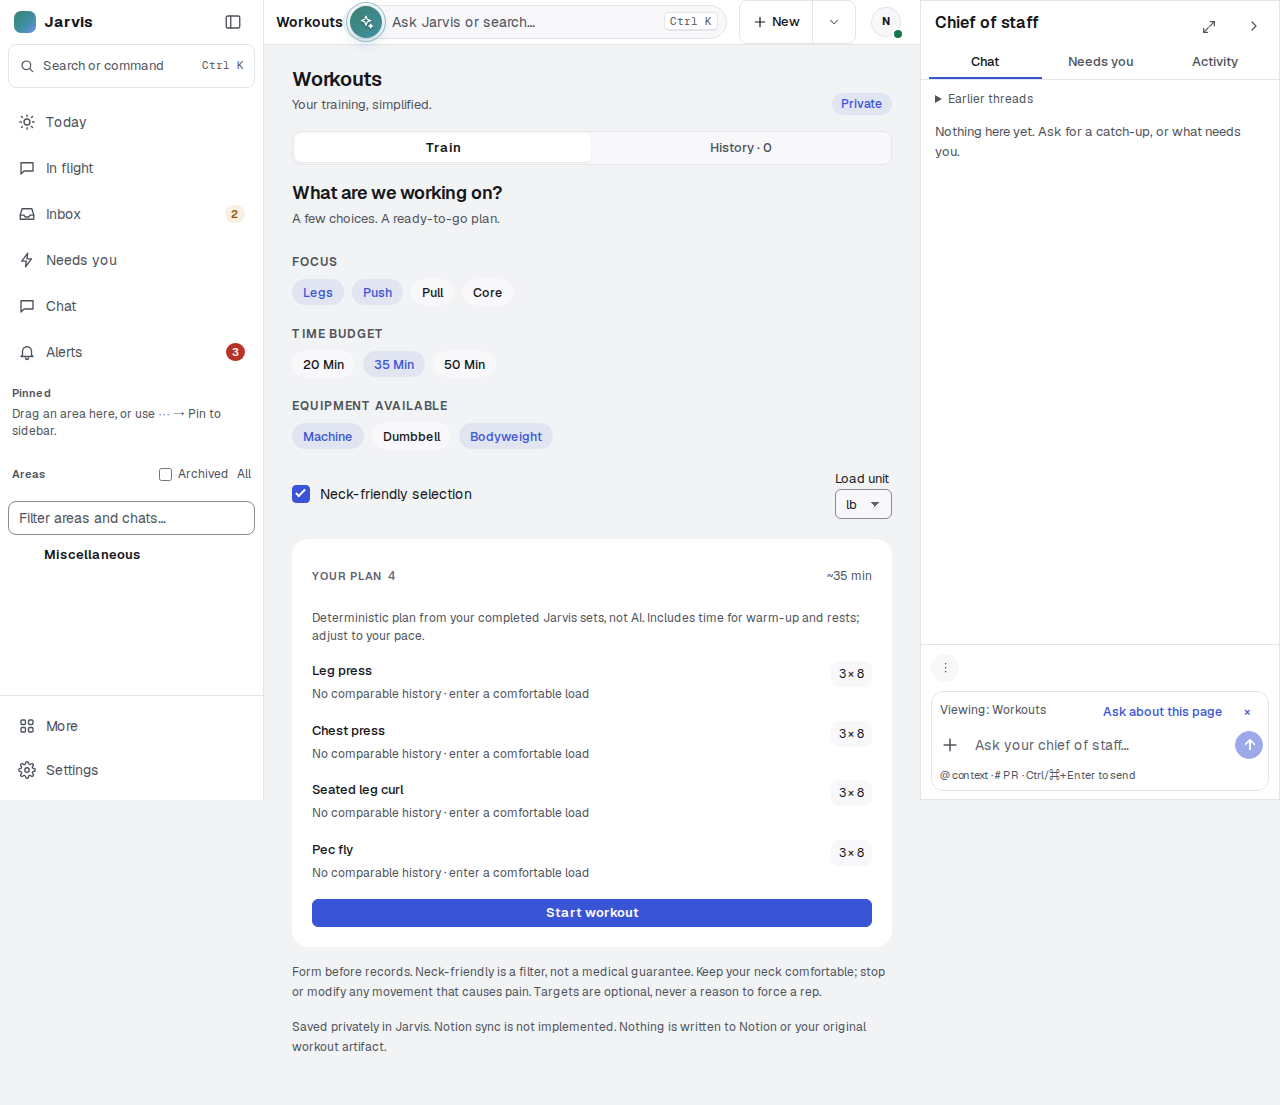 Jarvis
Search or command Ctrl K
Today
In flight
Inbox 2
Needs you
Chat
Alerts 3
Pinned
Drag an area here, or use ··· → Pin to
sidebar.
Areas Archived All
Filter areas and chats…
Miscellaneous
More
Settings
Workouts Ask Jarvis or search… Ctrl K New N
Workouts
Your training, simplified. Private
Train History · 0
What are we working on?
A few choices. A ready-to-go plan.
FOCUS
Legs Push Pull Core
TIME BUDGET
20 Min 35 Min 50 Min
EQUIPMENT AVAILABLE
Machine Dumbbell Bodyweight
Load unit
Neck-friendly selection lb
YOUR PLAN 4 ~35 min
Deterministic plan from your completed Jarvis sets, not AI. Includes time for warm-up and rests;
adjust to your pace.
Leg press 3 × 8
No comparable history · enter a comfortable load
Chest press 3 × 8
No comparable history · enter a comfortable load
Seated leg curl 3 × 8
No comparable history · enter a comfortable load
Pec fly 3 × 8
No comparable history · enter a comfortable load
Start workout
Form before records. Neck-friendly is a filter, not a medical guarantee. Keep your neck comfortable; stop
or modify any movement that causes pain. Targets are optional, never a reason to force a rep.
Saved privately in Jarvis. Notion sync is not implemented. Nothing is written to Notion or your original
workout artifact.
Chief of staff
Chat Needs you Activity
Earlier threads
Nothing here yet. Ask for a catch-up, or what needs
you.
Viewing: Workouts Ask about this page ×
Ask your chief of staff…
@ context · # PR · Ctrl/⌘+Enter to send